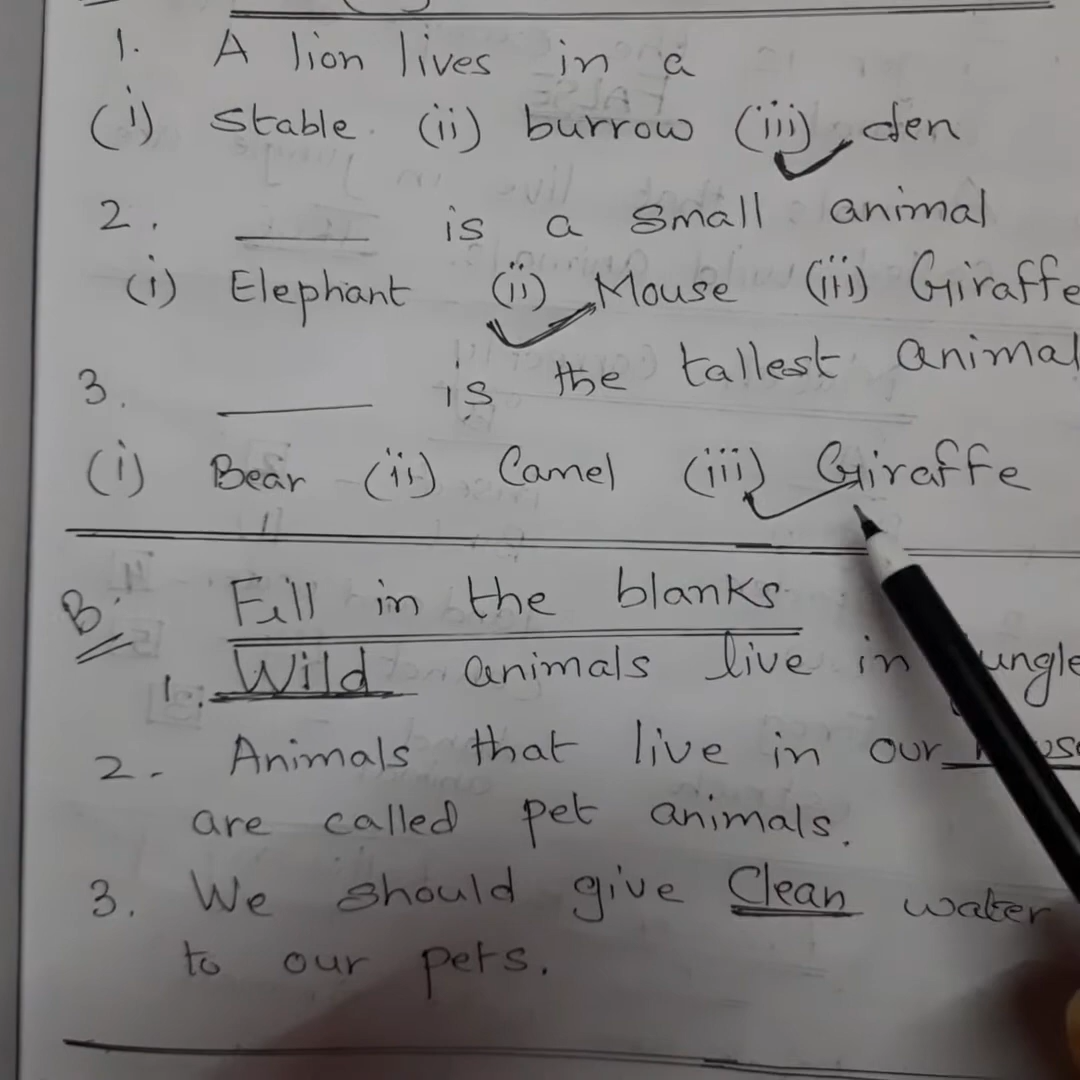 1. A lion lives in a
(i) stable (ii) burrow (iii) den
2. ____ is a small animal
(i) Elephant (ii) Mouse (iii) Giraffe
3. ____ is the tallest animal
(i) Bear (ii) Camel (iii) Giraffe
B. Fill in the blanks
1. Wild animals live in
2. Animals that live in our
are called pet animals.
3. We should give Clean water
to our pets.